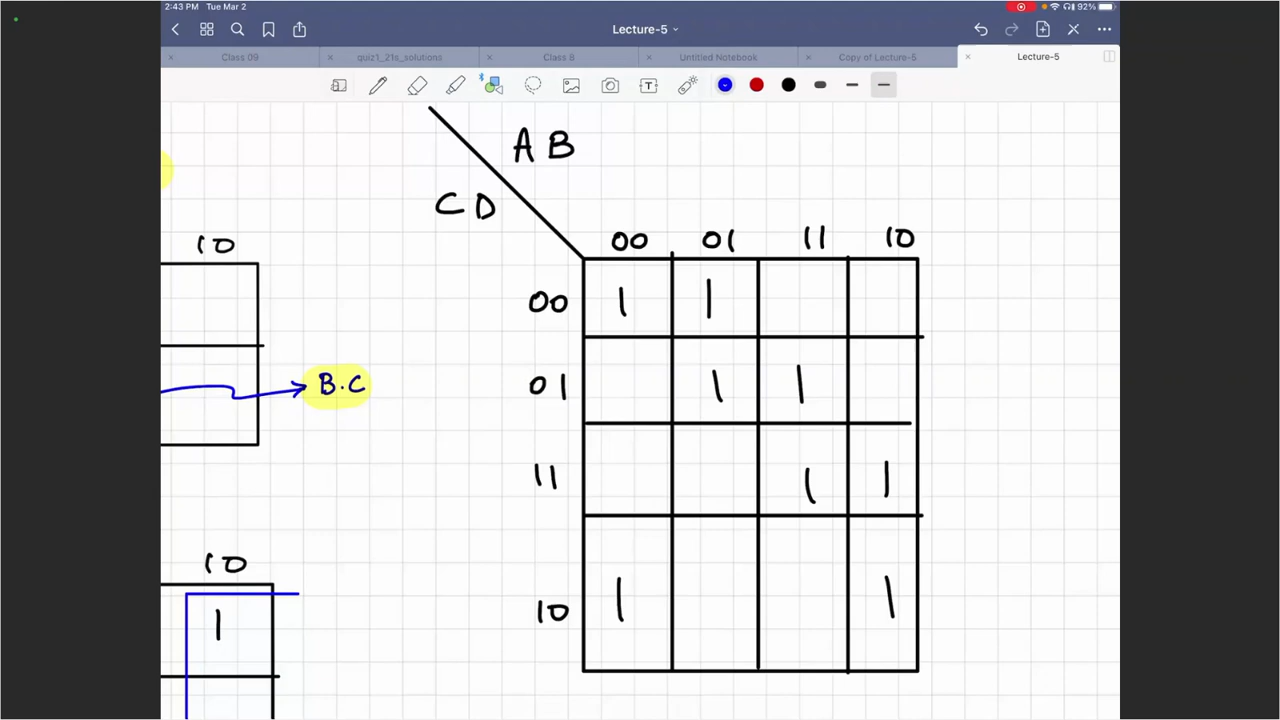 2:43 PM Tue Mar 2 92%
Lecture-5
Class 09 quiz1_21s_solutions Class 8 Untitled Notebook Copy of Lecture-5 Lecture-5
A B
C D
10
00 01 11 10
00 1 1
01 1 1
B.C
11 1 1
10
10 1 1
1